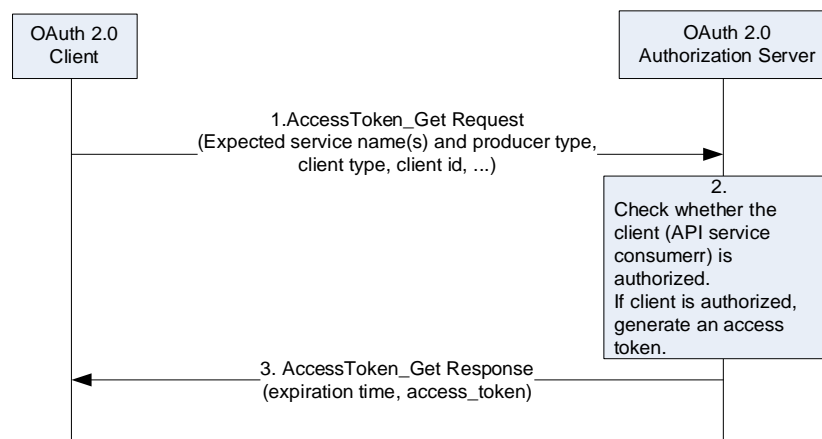 OAuth 2.0
Client
OAuth 2.0
Authorization Server
1.AccessToken_Get Request
(Expected service name(s) and producer type,
client type, client id, ...)
2.
Check whether the
client (API service
consumerr) is
authorized.
If client is authorized,
generate an access
token.
3. AccessToken_Get Response
(expiration time, access_token)